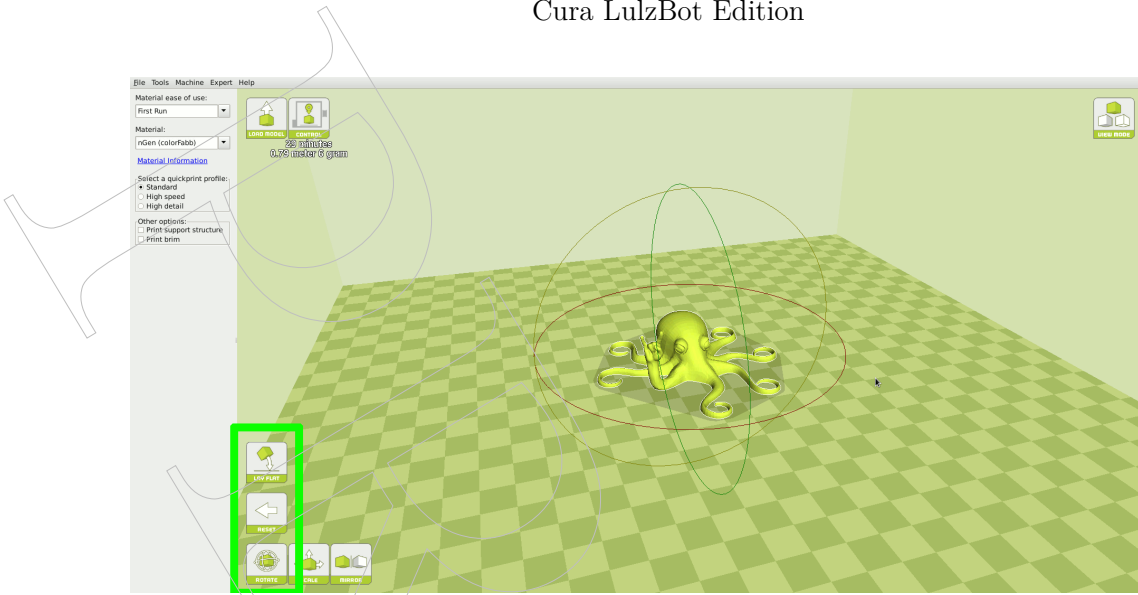 Cura LulzBot Edition
File Tools Machine Expert Help
Material ease of use:
First Run
Material:
nGen (colorFabb)
Material Information
Select a quickprint profile:
Standard
High speed
High detail
Other options:
Print support structure
Print brim
LOAD MODEL
CONTROL
0.79 meter 6 gram
VIEW MODE
LAY FLAT
RESET
ROTATE
SCALE
MIRROR